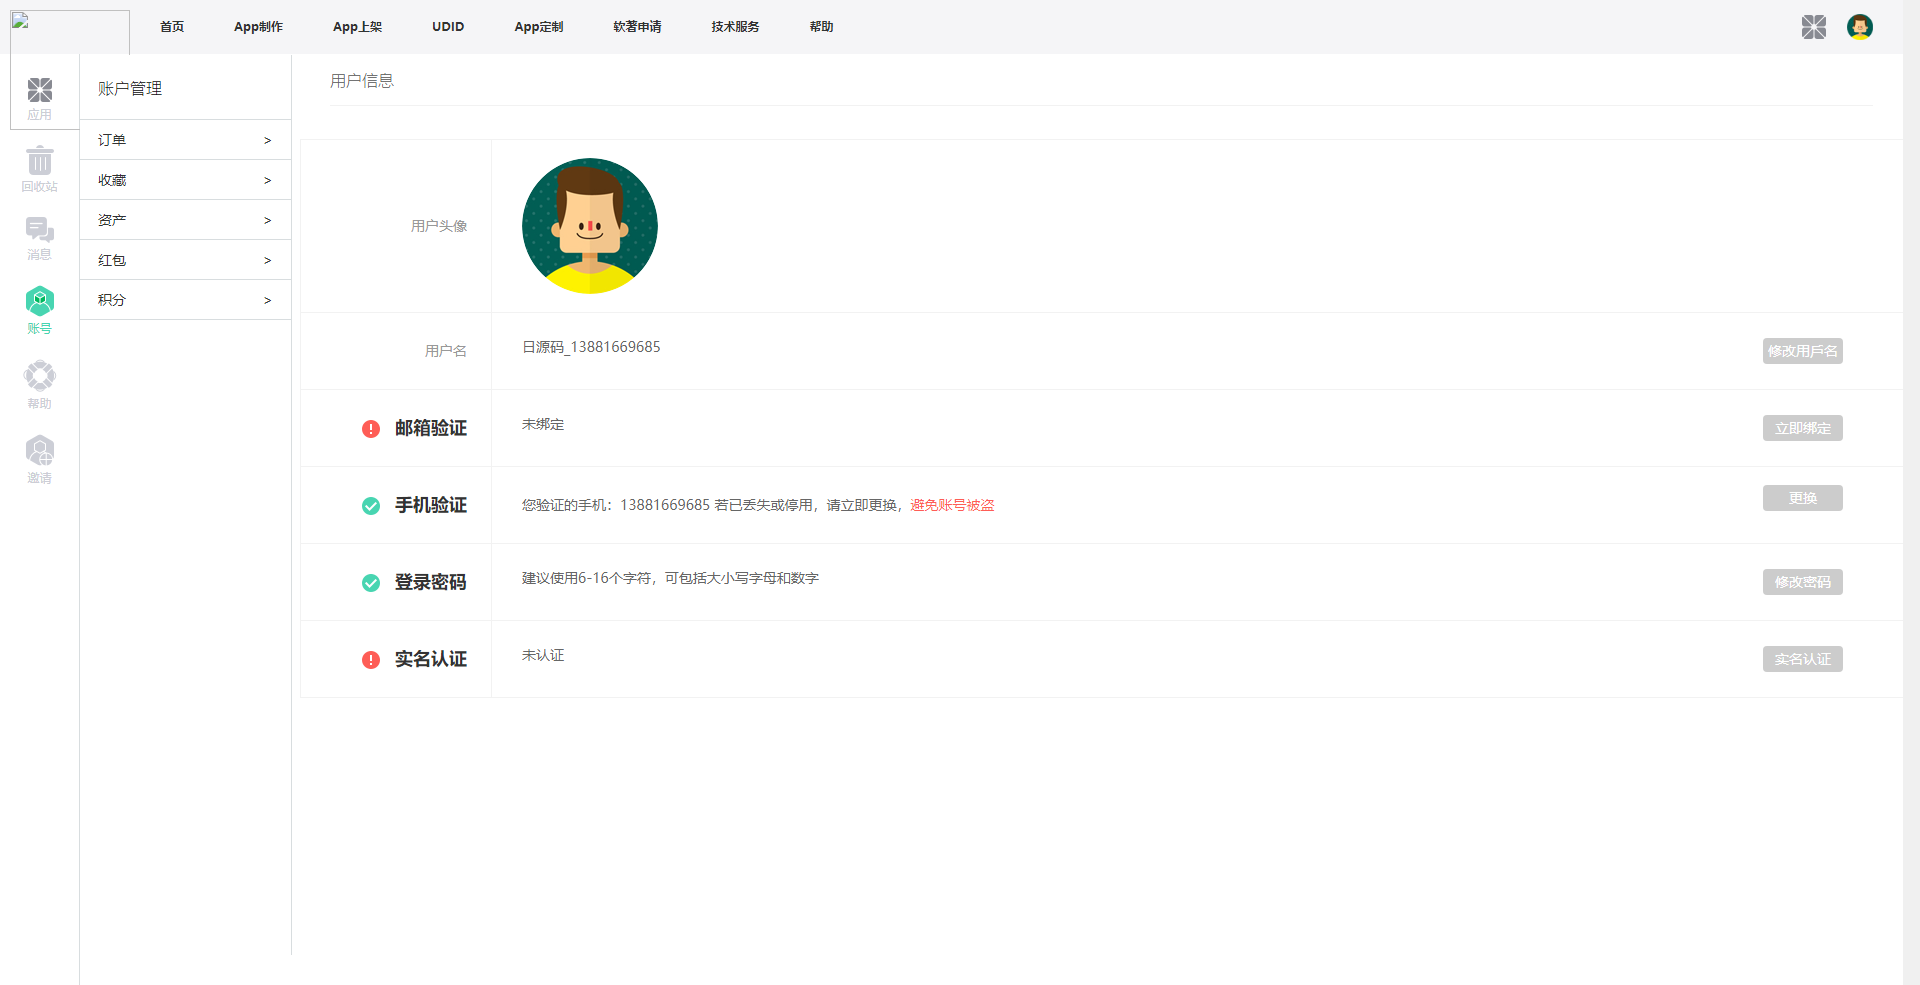 首页 App制作 App上架 UDID App定制 软著申请 技术服务 帮助
应用
回收站
消息
账号
帮助
邀请
账户管理
订单 >
收藏 >
资产 >
红包 >
积分 >
用户信息
用户头像
用户名 日源码_13881669685 修改用戶名
邮箱验证 未绑定 立即绑定
手机验证 您验证的手机：13881669685 若已丢失或停用，请立即更换，避免账号被盗 更换
登录密码 建议使用6-16个字符，可包括大小写字母和数字 修改密码
实名认证 未认证 实名认证